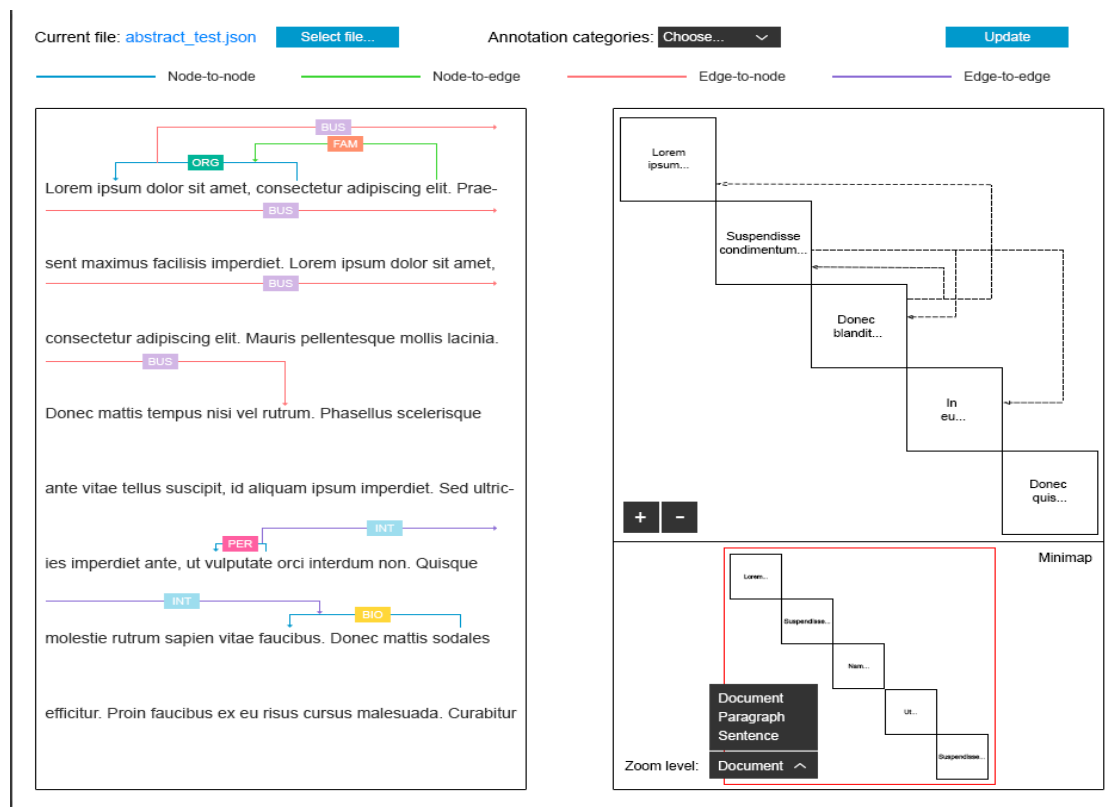 Current file: abstract_test.json Select file... Annotation categories: Choose... Update
Node-to-node Node-to-edge Edge-to-node Edge-to-edge
BUS
FAM
ORG
Lorem ipsum dolor sit amet, consectetur adipiscing elit. Prae-
BUS
sent maximus facilisis imperdiet. Lorem ipsum dolor sit amet,
BUS
consectetur adipiscing elit. Mauris pellentesque mollis lacinia.
BUS
Donec mattis tempus nisi vel rutrum. Phasellus scelerisque
ante vitae tellus suscipit, id aliquam ipsum imperdiet. Sed ultric-
INT
PER
ies imperdiet ante, ut vulputate orci interdum non. Quisque
INT
BIO
molestie rutrum sapien vitae faucibus. Donec mattis sodales
efficitur. Proin faucibus ex eu risus cursus malesuada. Curabitur
Lorem
ipsum...
Suspendisse
condimentum...
Donec
blandit...
In
eu...
Donec
quis...
+ -
Minimap
Lorem...
Suspendisse...
Nam...
Ut...
Suspendisse...
Document
Paragraph
Sentence
Zoom level: Document